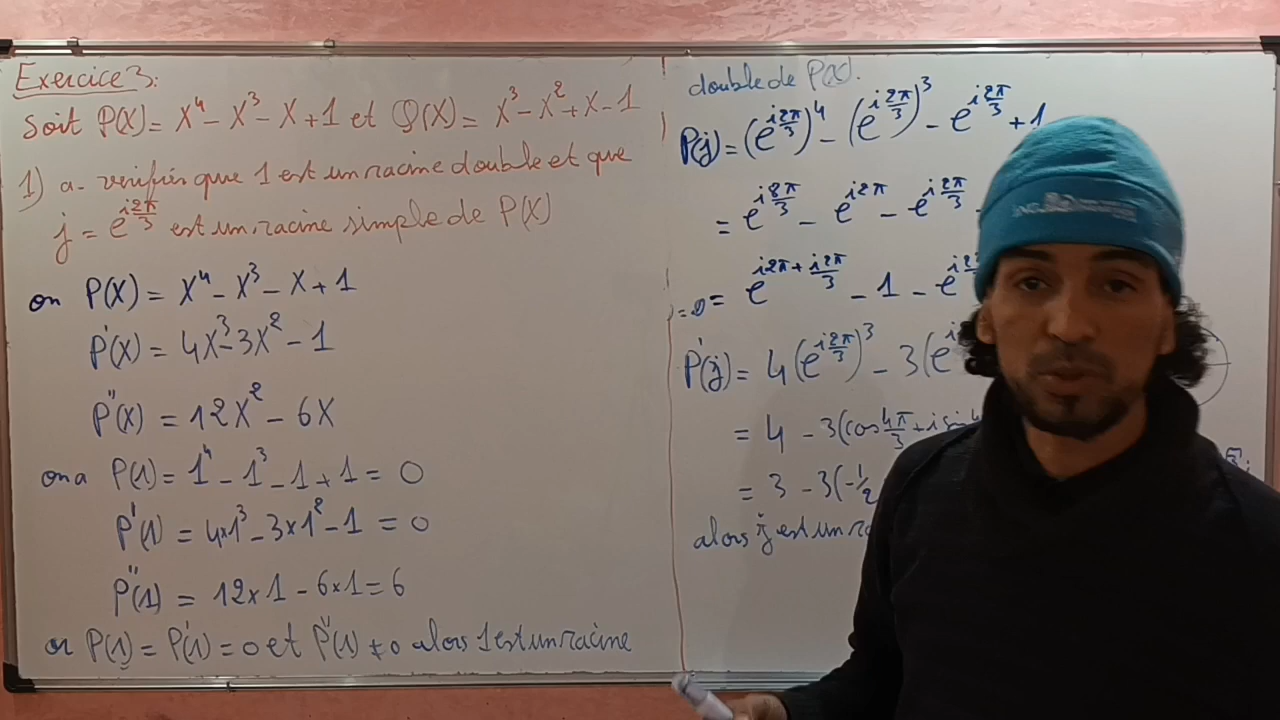 Exercice 3:
Soit P(X) = X⁴ - X³ - X + 1 et Q(X) = X³ - X² + X - 1
1) a - vérifiés que 1 est un racine double et que
j = e^{i2π/3} est un racine simple de P(X)
on P(X) = X⁴ - X³ - X + 1
P'(X) = 4X³ - 3X² - 1
P''(X) = 12X² - 6X
on a P(1) = 1⁴ - 1³ - 1 + 1 = 0
P'(1) = 4×1³ - 3×1² - 1 = 0
P''(1) = 12×1 - 6×1 = 6
or P(1) = P'(1) = 0 et P''(1) ≠ 0 alors 1 est un racine
double de P(X).
P(j) = (e^{i2π/3})⁴ - (e^{i2π/3})³ - e^{i2π/3} + 1
= e^{i8π/3} - e^{i2π} - e^{i2π/3}
= e^{i2π + i2π/3} - 1 - e
P'(j) = 4(e^{i2π/3})³ - 3(e
= 4 - 3(cos 4π/3 + i sin
= 3 - 3(-1/2
alors j est un